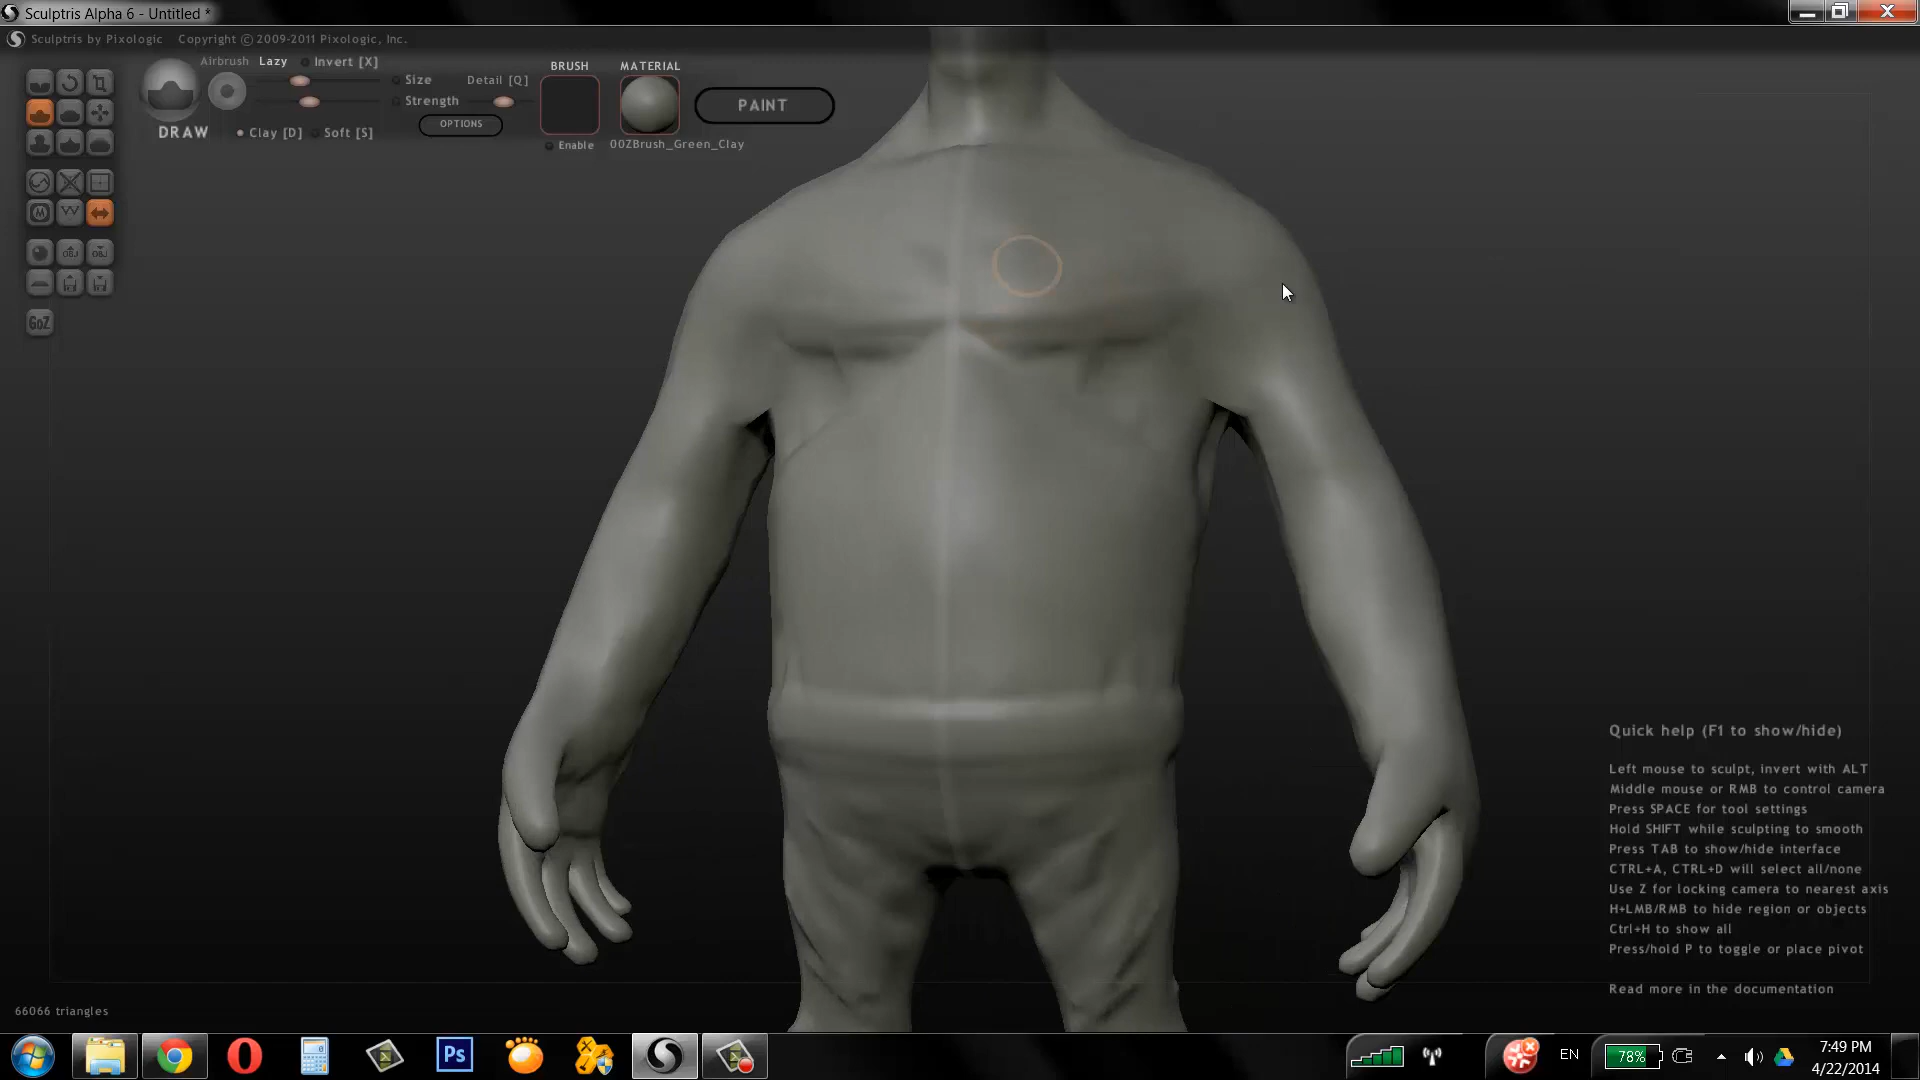 Sculptris Alpha 6 - Untitled *
Sculptris by Pixologic Copyright © 2009-2011 Pixologic, Inc.
Airbrush Lazy Invert [X]
BRUSH MATERIAL
Size Detail [Q]
Strength
PAINT
OPTIONS
DRAW
Clay [D] Soft [S]
Enable 00ZBrush_Green_Clay
M
OBJ OBJ
GoZ
Quick help (F1 to show/hide)
Left mouse to sculpt, invert with ALT
Middle mouse or RMB to control camera
Press SPACE for tool settings
Hold SHIFT while sculpting to smooth
Press TAB to show/hide interface
CTRL+A, CTRL+D will select all/none
Use Z for locking camera to nearest axis
H+LMB/RMB to hide region or objects
Ctrl+H to show all
Press/hold P to toggle or place pivot
Read more in the documentation
66066 triangles
Ps
EN
78%
7:49 PM
4/22/2014